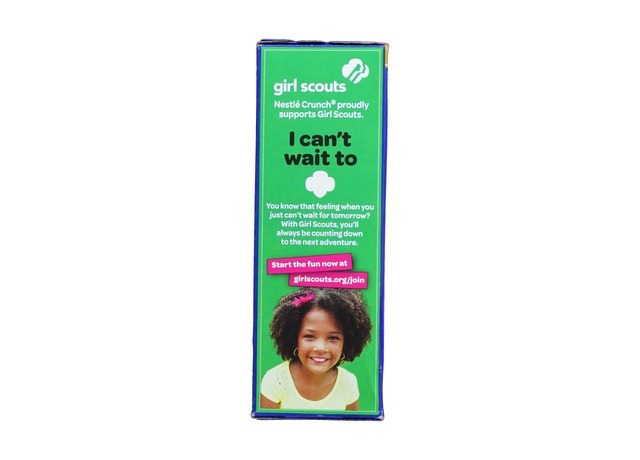 girl scouts
Nestlé Crunch® proudly
supports Girl Scouts.
I can't
wait to
You know that feeling when you
just can't wait for tomorrow?
With Girl Scouts, you'll
always be counting down
to the next adventure.
Start the fun now at
girlscouts.org/join